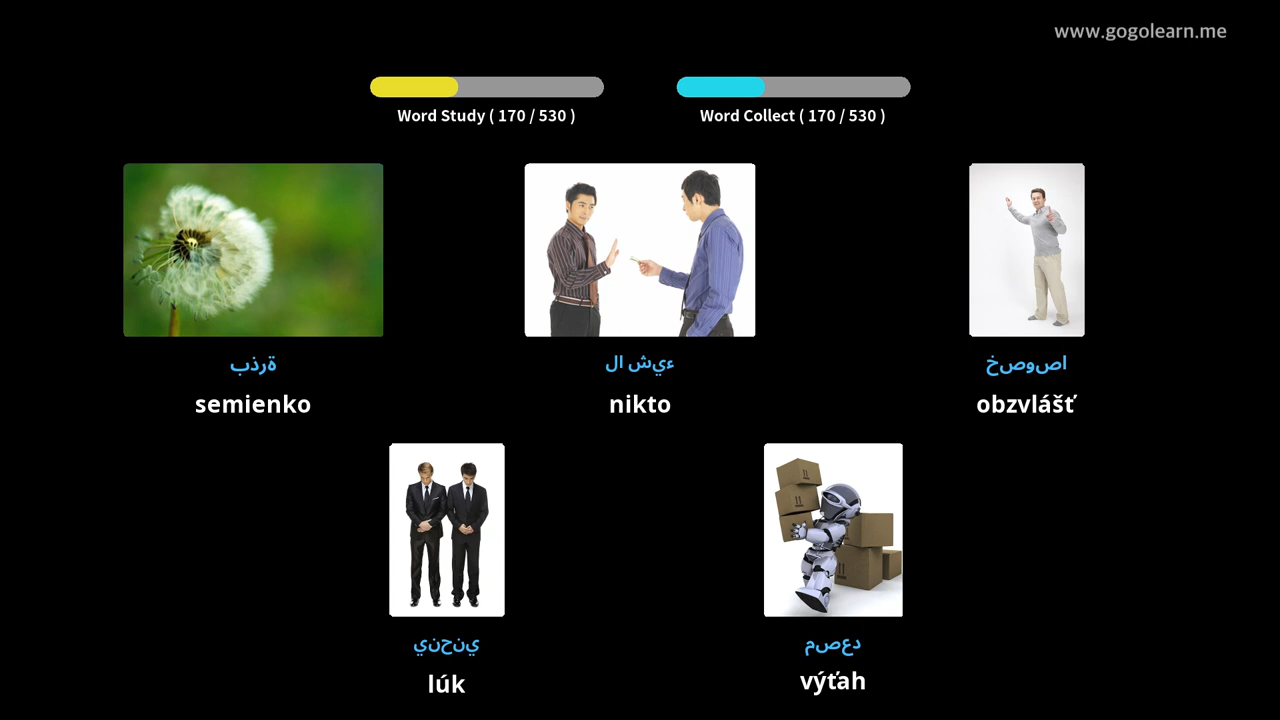 www.gogolearn.me
Word Study ( 170 / 530 )
Word Collect ( 170 / 530 )
ةرذب
semienko
ءيش ال
nikto
اصوصخ
obzvlášť
ينحني
lúk
دعصم
výťah